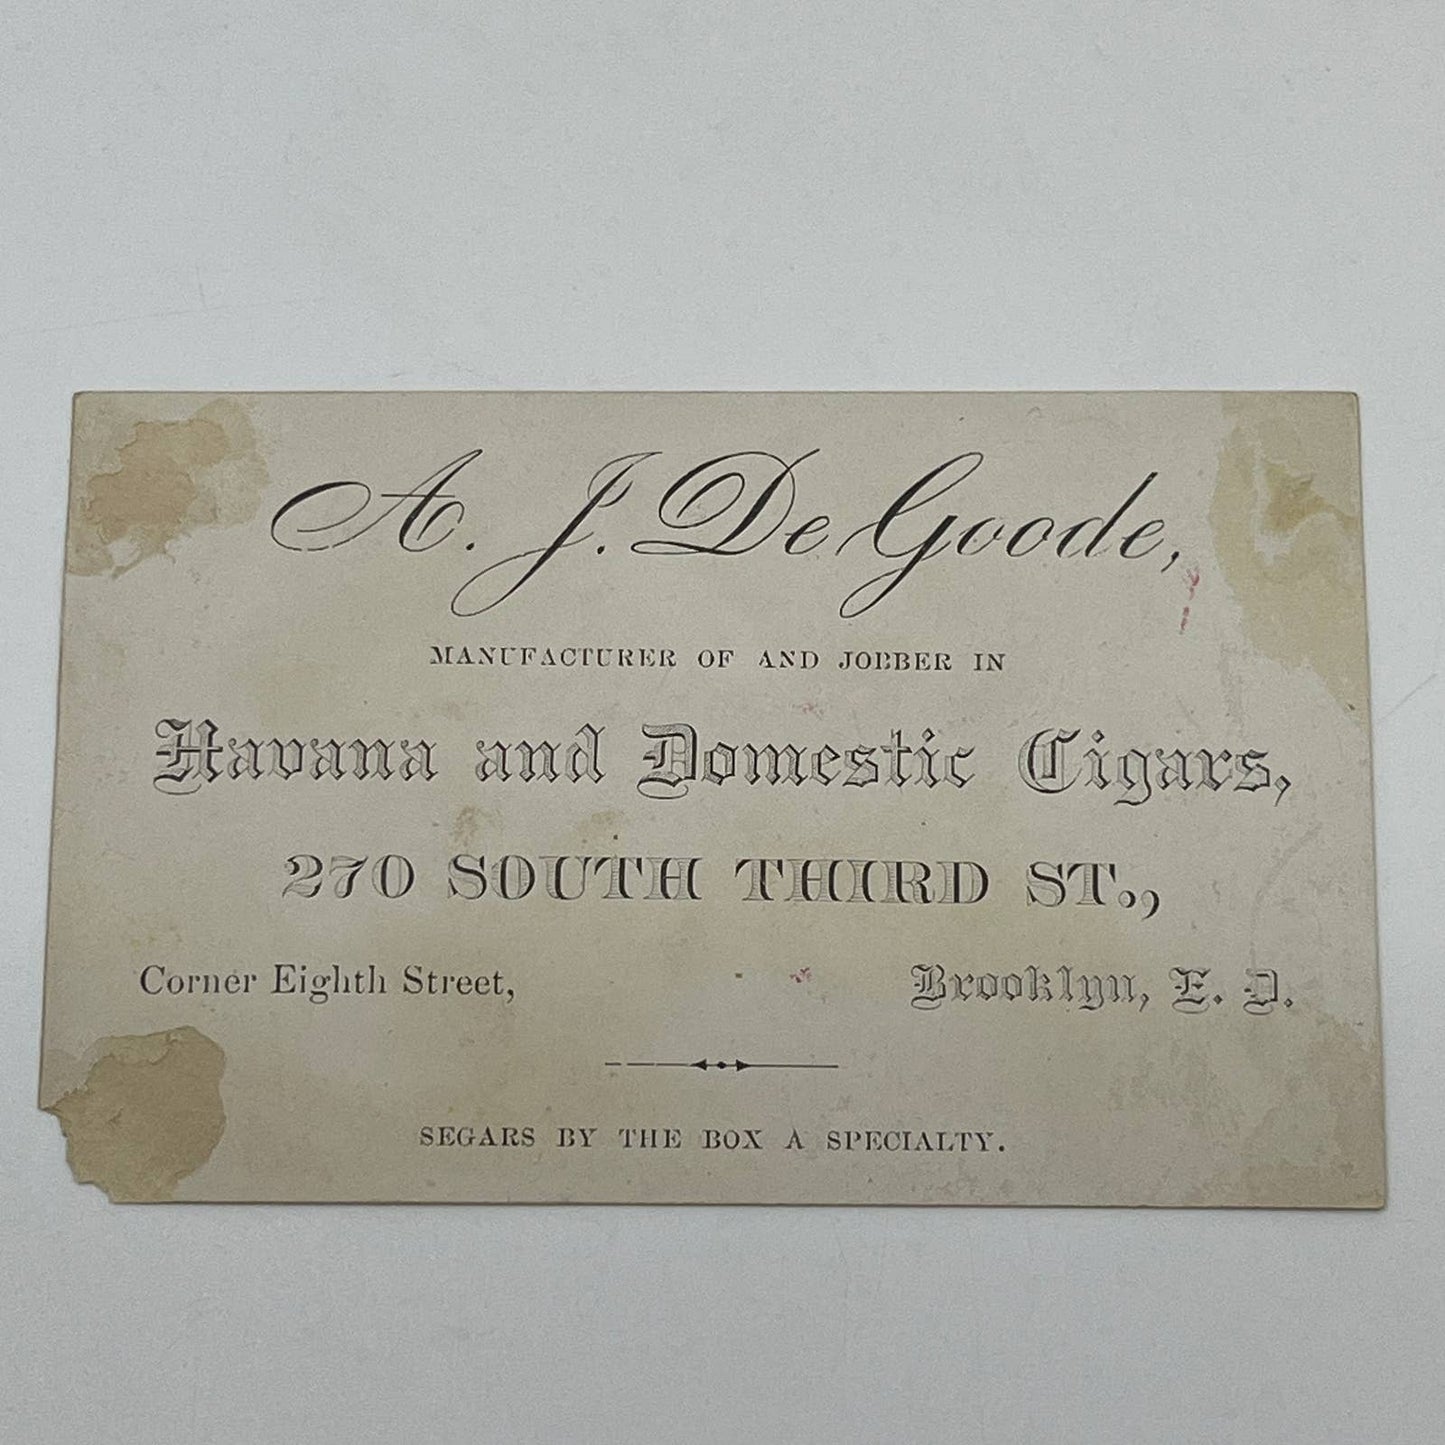 A. J. De Goode,
MANUFACTURER OF AND JOBBER IN
Havana and Domestic Cigars,
270 SOUTH THIRD ST.,
Corner Eighth Street, Brooklyn, E. D.
SEGARS BY THE BOX A SPECIALTY.